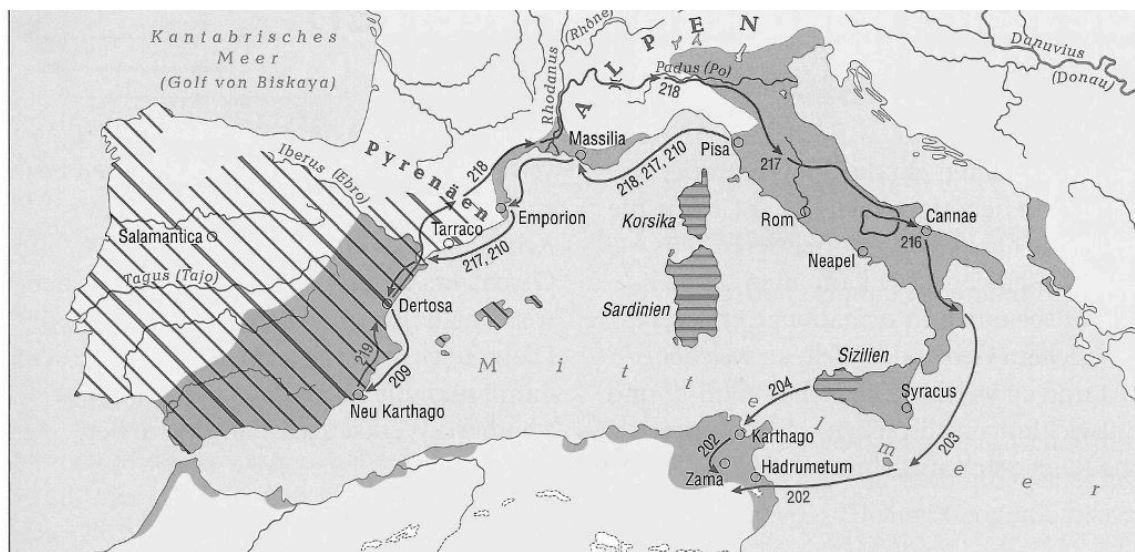 Kantabrisches
Meer
(Golf von Biskaya)
(Rhône)
Rhodanus
ALPEN
Padus (Po)
218
Danuvius
(Donau)
Iberus (Ebro)
Pyrenäen
218
Massilia
218, 217, 210
Pisa
217
Salamantica
Tarraco
Emporion
217, 210
Korsika
Rom
Cannae
216
Neapel
Tagus (Tajo)
Dertosa
Sardinien
219
209
Neu Karthago
Mittelmeer
Sizilien
204
Syracus
203
Karthago
202
Zama
Hadrumetum
202